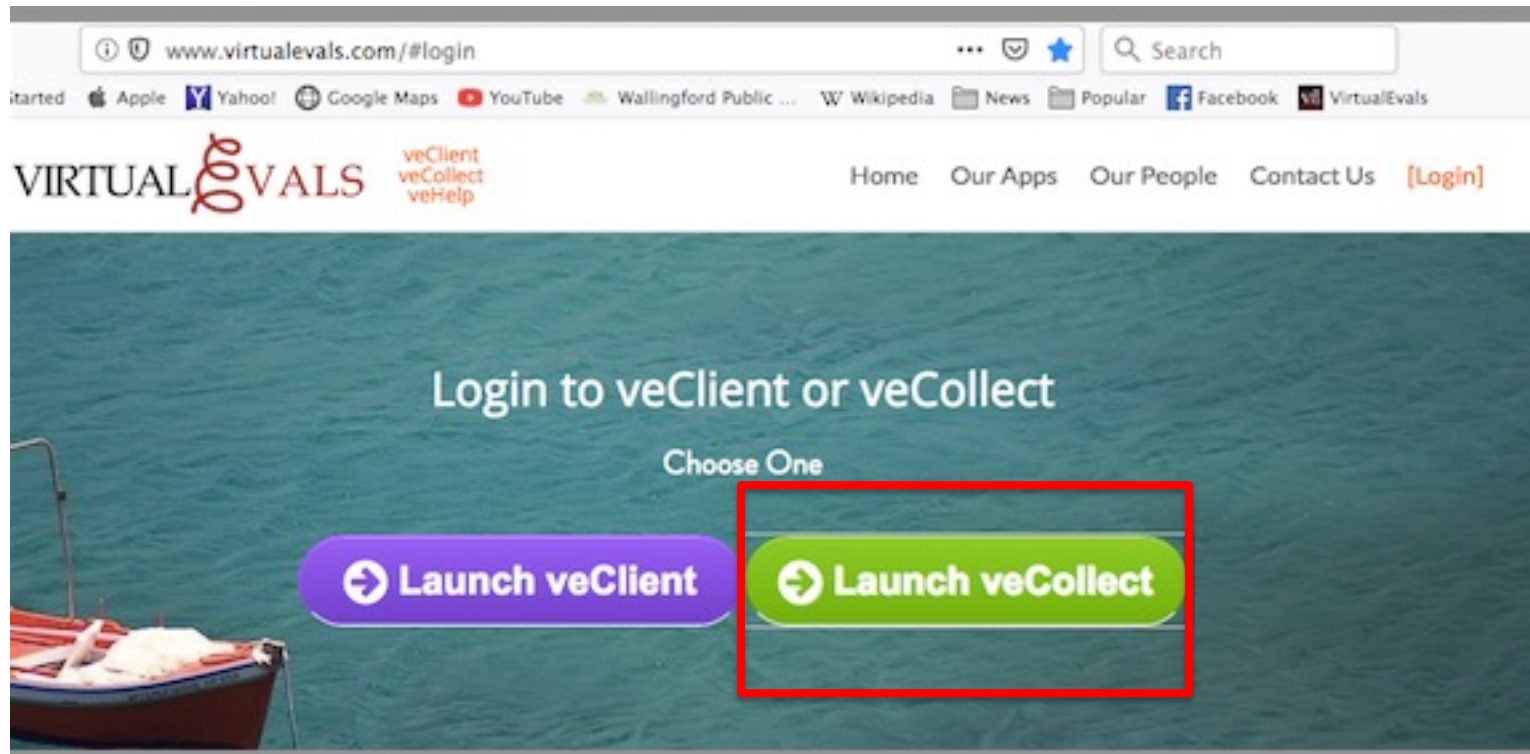 www.virtualevals.com/#login ••• Search
tarted Apple Yahoo! Google Maps YouTube Wallingford Public ... W Wikipedia News Popular Facebook VirtualEvals
VIRTUAL EVALS veClient
veCollect
veHelp
Home Our Apps Our People Contact Us [Login]
Login to veClient or veCollect
Choose One
Launch veClient Launch veCollect